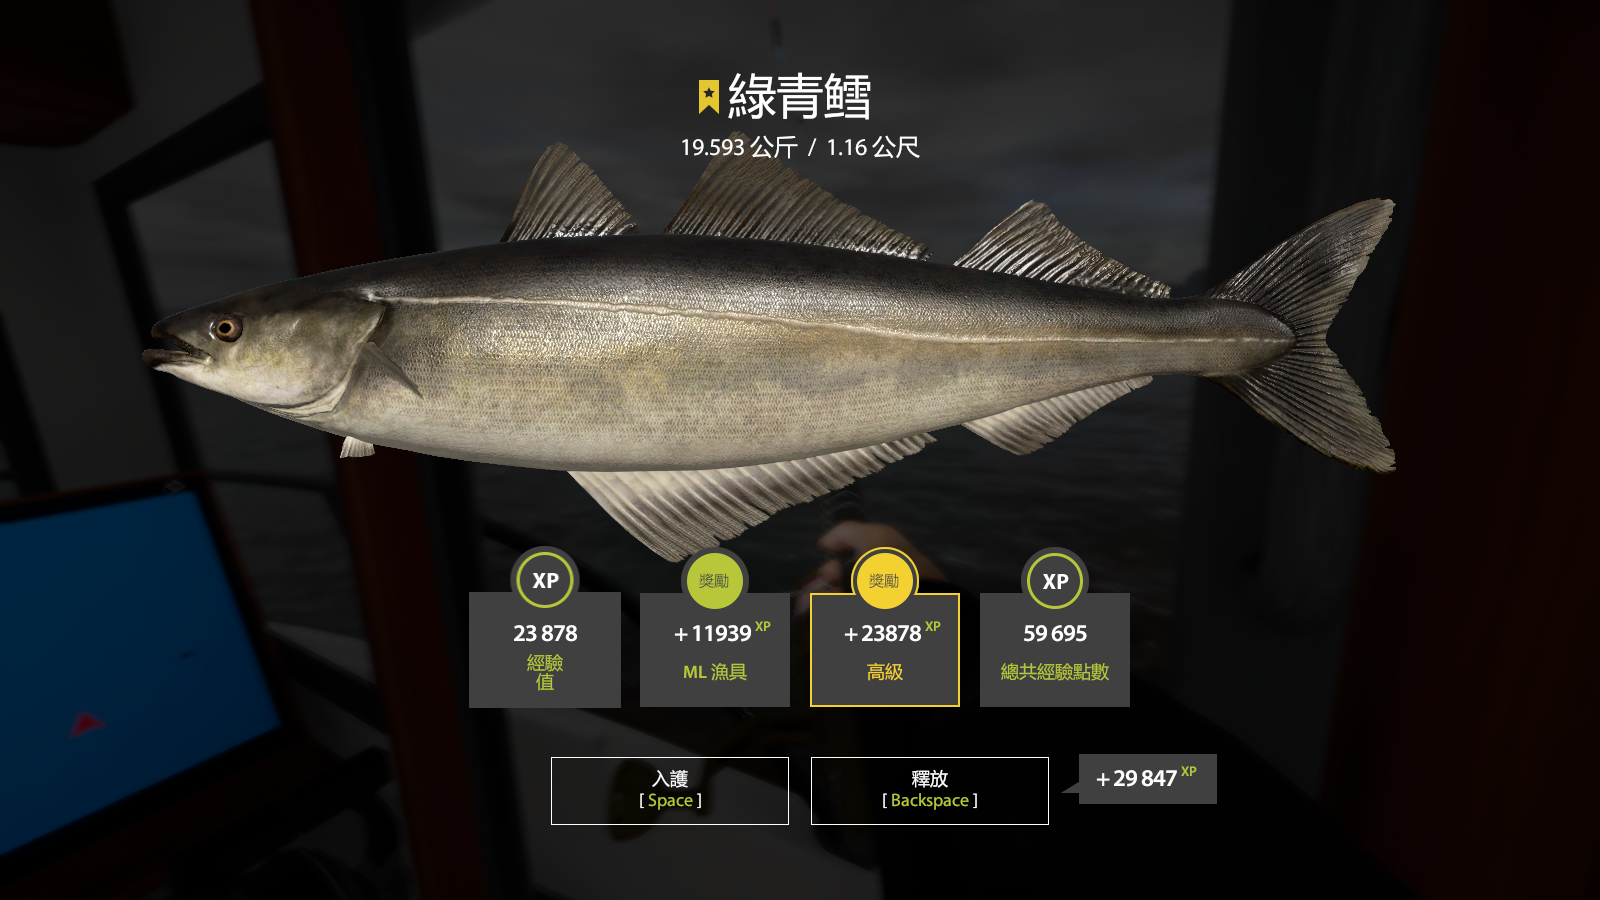 綠青鳕
19.593 公斤 / 1.16 公尺
XP
獎勵
獎勵
XP
23 878
+11939 XP
+23878 XP
59 695
經驗
值
ML 漁具
高級
總共經驗點數
入護
[ Space ]
釋放
[ Backspace ]
+29 847 XP